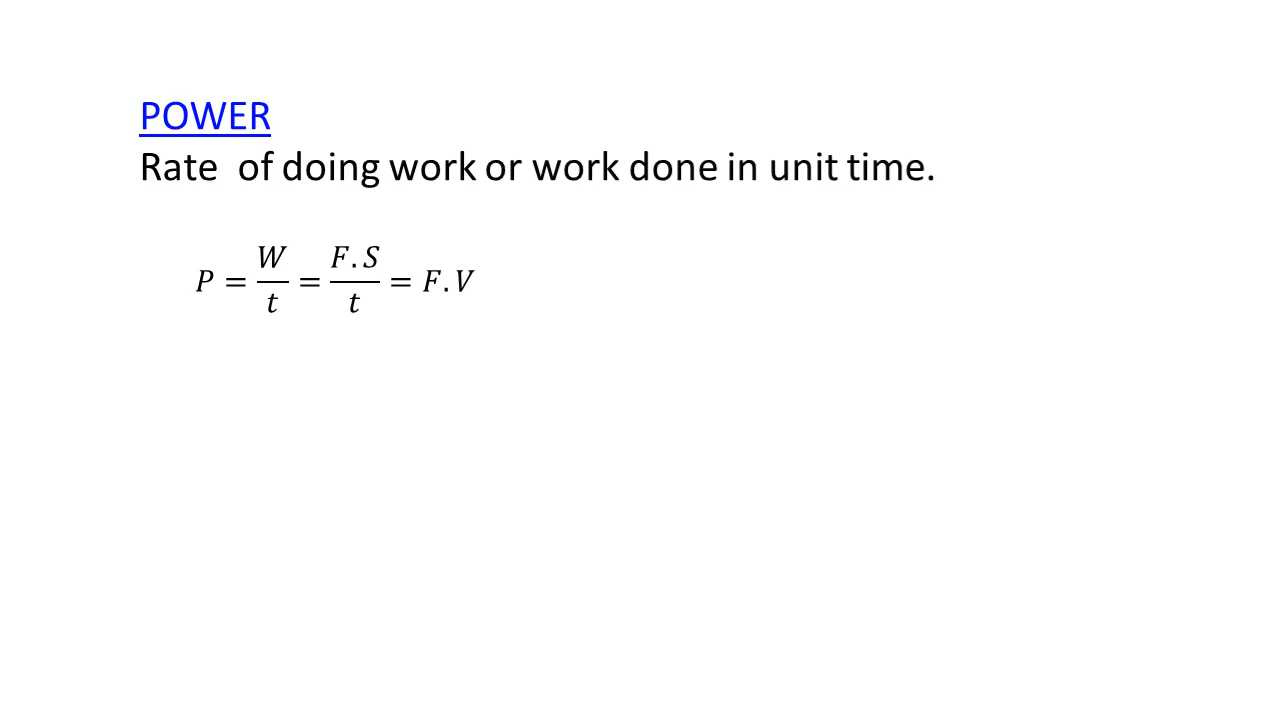 POWER
Rate of doing work or work done in unit time.
P = W/t = F.S/t = F.V